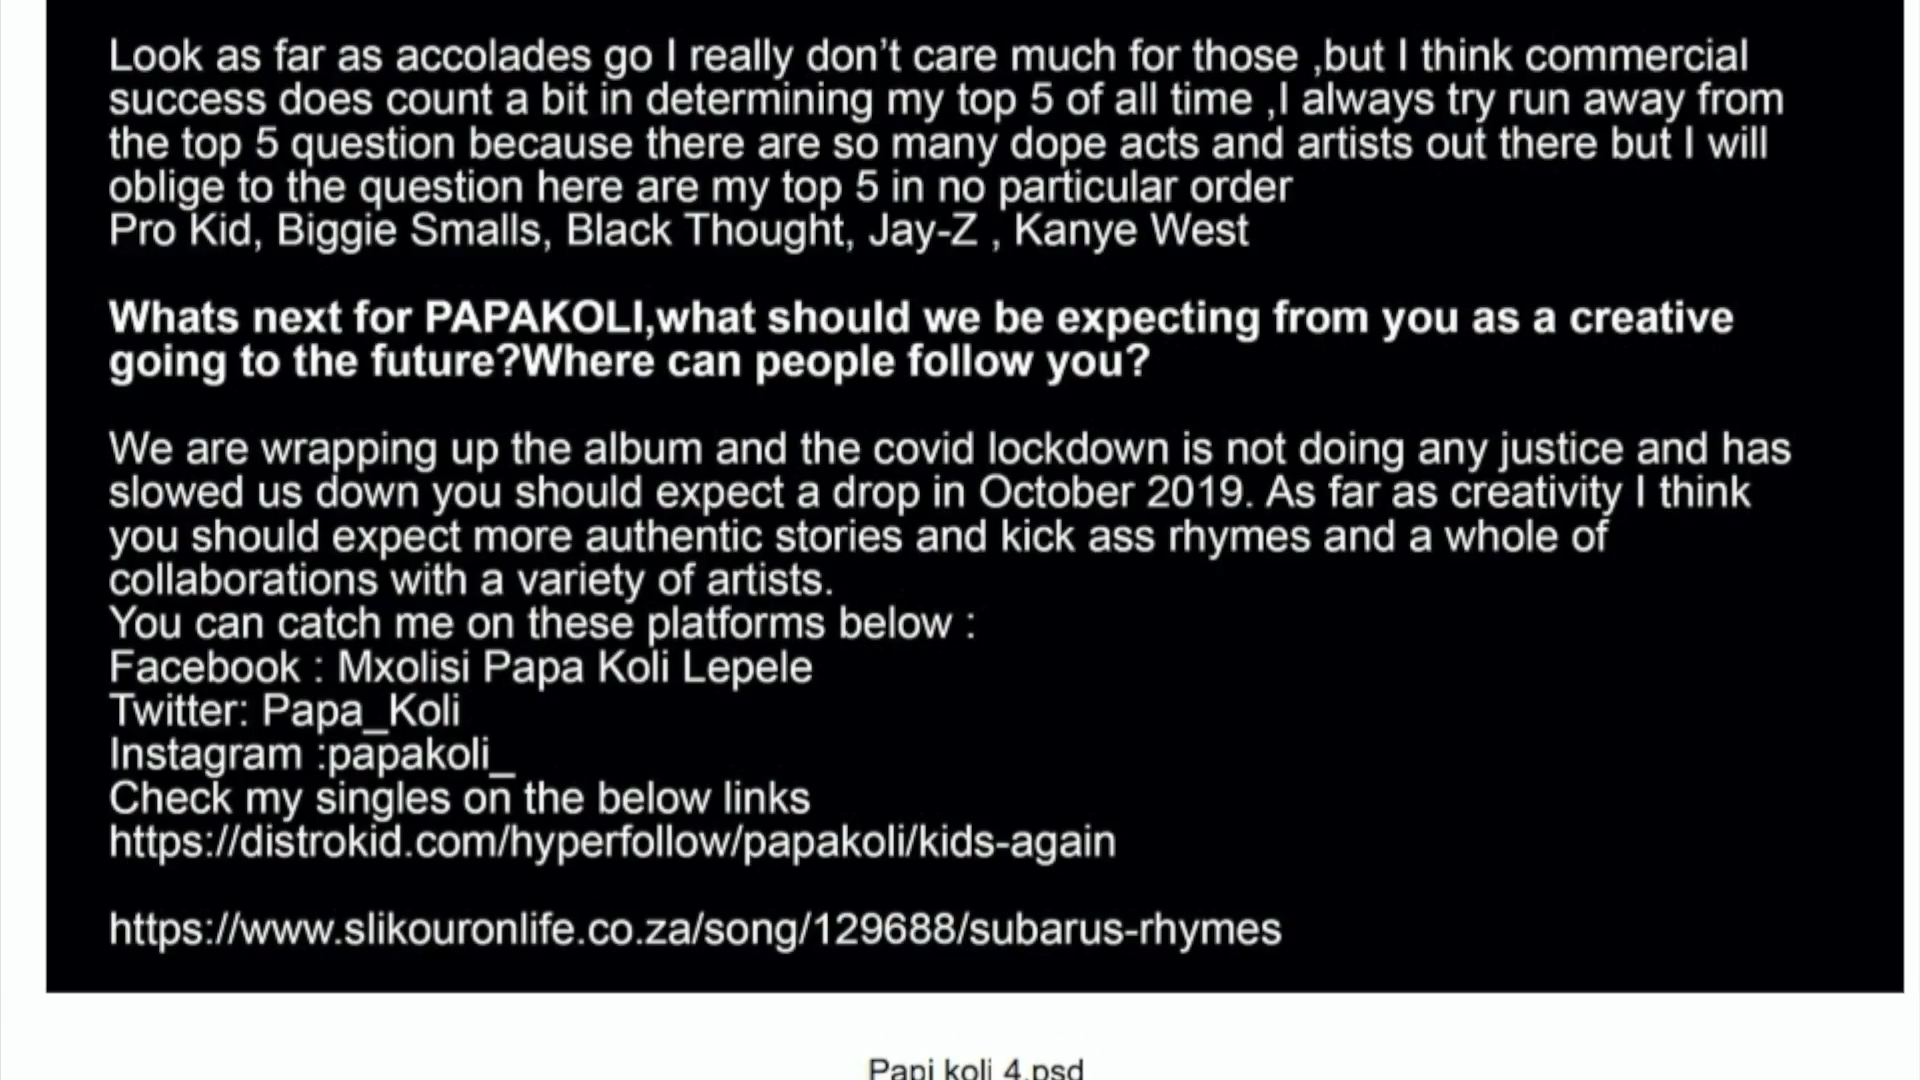 Look as far as accolades go I really don’t care much for those ,but I think commercial
success does count a bit in determining my top 5 of all time ,I always try run away from
the top 5 question because there are so many dope acts and artists out there but I will
oblige to the question here are my top 5 in no particular order
Pro Kid, Biggie Smalls, Black Thought, Jay-Z , Kanye West
Whats next for PAPAKOLI,what should we be expecting from you as a creative
going to the future?Where can people follow you?
We are wrapping up the album and the covid lockdown is not doing any justice and has
slowed us down you should expect a drop in October 2019. As far as creativity I think
you should expect more authentic stories and kick ass rhymes and a whole of
collaborations with a variety of artists.
You can catch me on these platforms below :
Facebook : Mxolisi Papa Koli Lepele
Twitter: Papa_Koli
Instagram :papakoli_
Check my singles on the below links
https://distrokid.com/hyperfollow/papakoli/kids-again
https://www.slikouronlife.co.za/song/129688/subarus-rhymes
Papi koli 4.psd